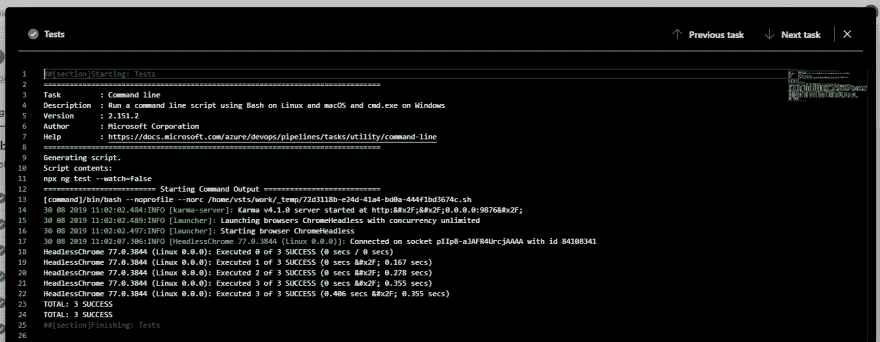 Tests
Previous task
Next task
1 ##[section]Starting: Tests
2 ==============================================================================
3 Task         : Command line
4 Description  : Run a command line script using Bash on Linux and macOS and cmd.exe on Windows
5 Version      : 2.151.2
6 Author       : Microsoft Corporation
7 Help         : https://docs.microsoft.com/azure/devops/pipelines/tasks/utility/command-line
8 ==============================================================================
9 Generating script.
10 Script contents:
11 npx ng test --watch=false
12 ========================== Starting Command Output ===========================
13 [command]/bin/bash --noprofile --norc /home/vsts/work/_temp/72d3118b-e24d-41a4-bd0a-444f1bd3674c.sh
14 30 08 2019 11:02:02.484:INFO [karma-server]: Karma v4.1.0 server started at http:&#x2F;&#x2F;0.0.0.0:9876&#x2F;
15 30 08 2019 11:02:02.489:INFO [launcher]: Launching browsers ChromeHeadless with concurrency unlimited
16 30 08 2019 11:02:02.497:INFO [launcher]: Starting browser ChromeHeadless
17 30 08 2019 11:02:07.306:INFO [HeadlessChrome 77.0.3844 (Linux 0.0.0)]: Connected on socket pIIp8-aJAFR4UrcjAAAA with id 84108341
18 HeadlessChrome 77.0.3844 (Linux 0.0.0): Executed 0 of 3 SUCCESS (0 secs / 0 secs)
19 HeadlessChrome 77.0.3844 (Linux 0.0.0): Executed 1 of 3 SUCCESS (0 secs &#x2F; 0.167 secs)
20 HeadlessChrome 77.0.3844 (Linux 0.0.0): Executed 2 of 3 SUCCESS (0 secs &#x2F; 0.278 secs)
21 HeadlessChrome 77.0.3844 (Linux 0.0.0): Executed 3 of 3 SUCCESS (0 secs &#x2F; 0.355 secs)
22 HeadlessChrome 77.0.3844 (Linux 0.0.0): Executed 3 of 3 SUCCESS (0.406 secs &#x2F; 0.355 secs)
23 TOTAL: 3 SUCCESS
24 TOTAL: 3 SUCCESS
25 ##[section]Finishing: Tests
26